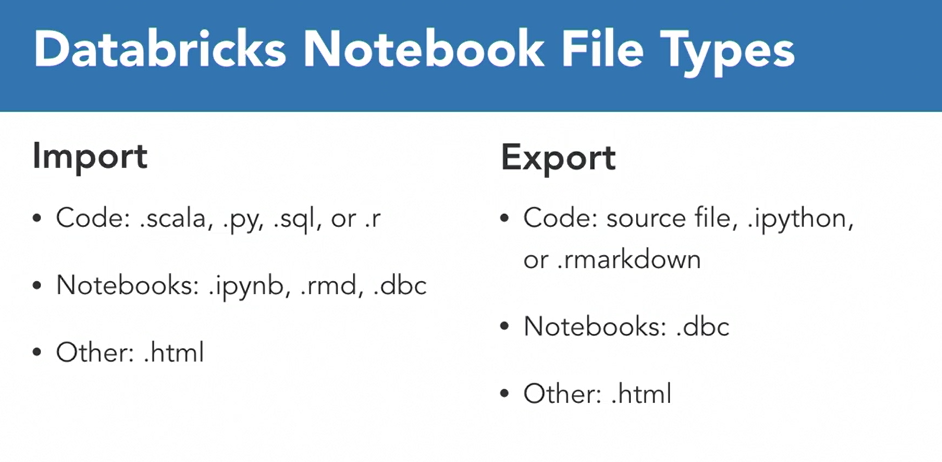 Databricks Notebook File Types
Import
• Code: .scala, .py, .sql, or .r
• Notebooks: .ipynb, .rmd, .dbc
• Other: .html
Export
• Code: source file, .ipython,
or .rmarkdown
• Notebooks: .dbc
• Other: .html